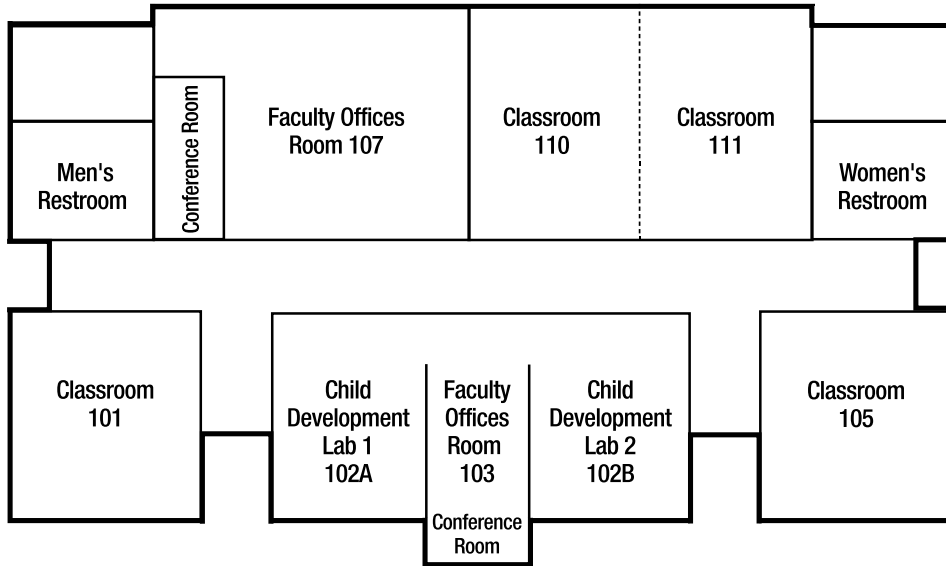 Men's
Restroom
Conference Room
Faculty Offices
Room 107
Classroom
110
Classroom
111
Women's
Restroom
Classroom
101
Child
Development
Lab 1
102A
Faculty
Offices
Room
103
Conference
Room
Child
Development
Lab 2
102B
Classroom
105